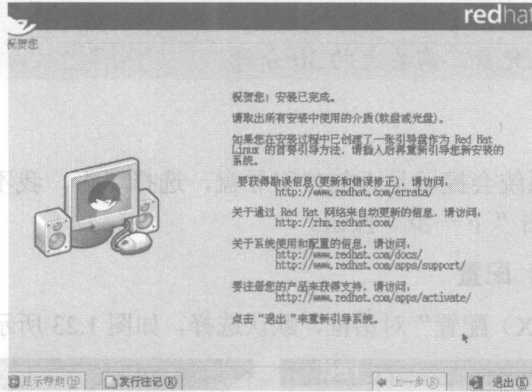 redhat
祝贺您
祝贺您！安装已完成。
请取出所有安装中使用的介质(软盘或光盘)。
如果您在安装过程中已创建了一张引导盘作为 Red Hat
Linux 的首要引导方法，请插入后再重新引导您新安装的
系统。
要获得勘误信息(更新和错误修正)，请访问：
http://www.redhat.com/errata/
关于通过 Red Hat 网络来自动更新的信息，请访问：
http://rhn.redhat.com/
关于系统使用和配置的信息，请访问：
http://www.redhat.com/docs/
http://www.redhat.com/apps/support/
要注册您的产品来获得支持，请访问：
http://www.redhat.com/apps/activate/
点击 “退出 ”来重新引导系统。
显示帮助(H) 发行注记(R) 上一步(B) 退出(X)